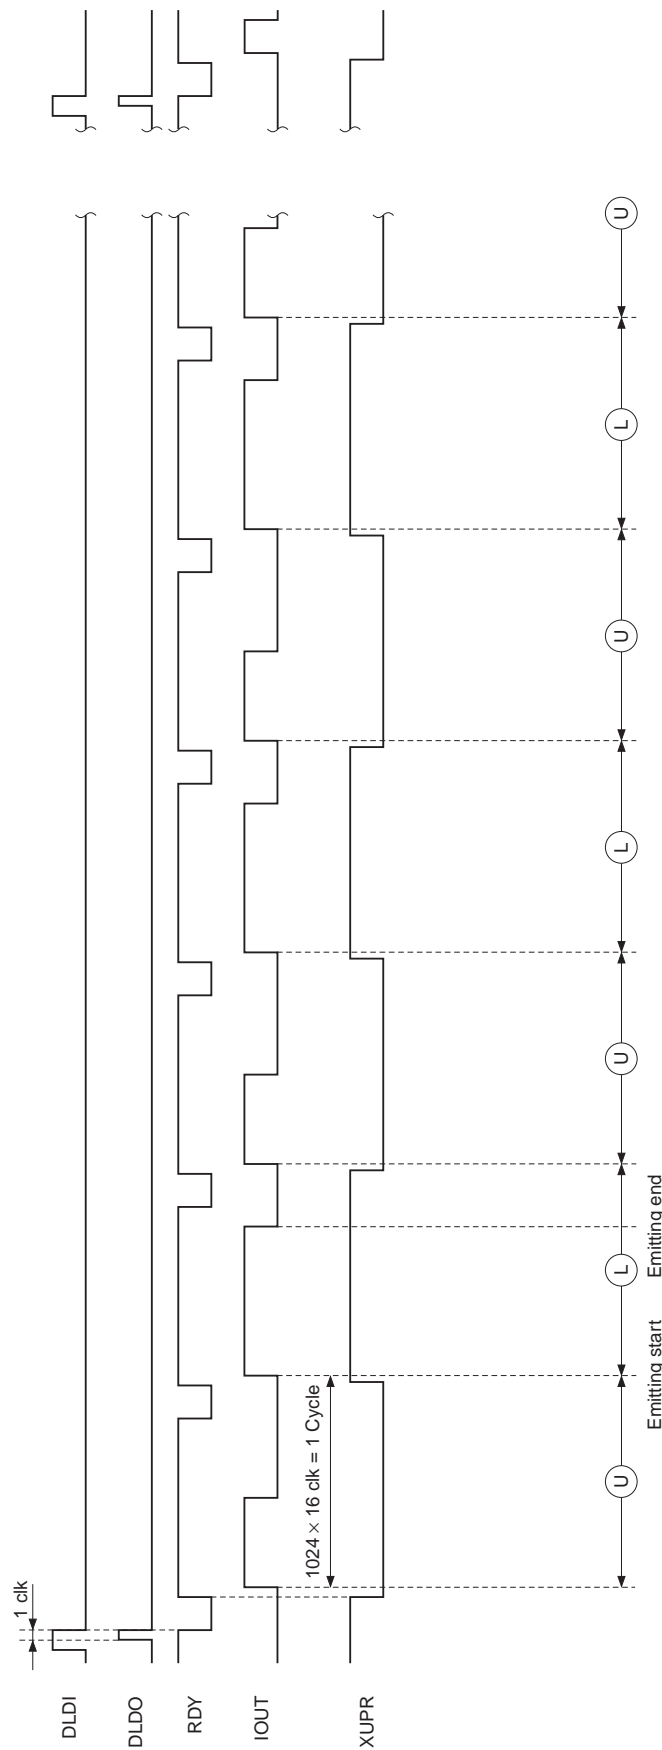 1 clk
DLDI
DLDO
RDY
IOUT
XUPR
1024 × 16 clk = 1 Cycle
U
L
U
L
U
L
U
Emitting start
Emitting end